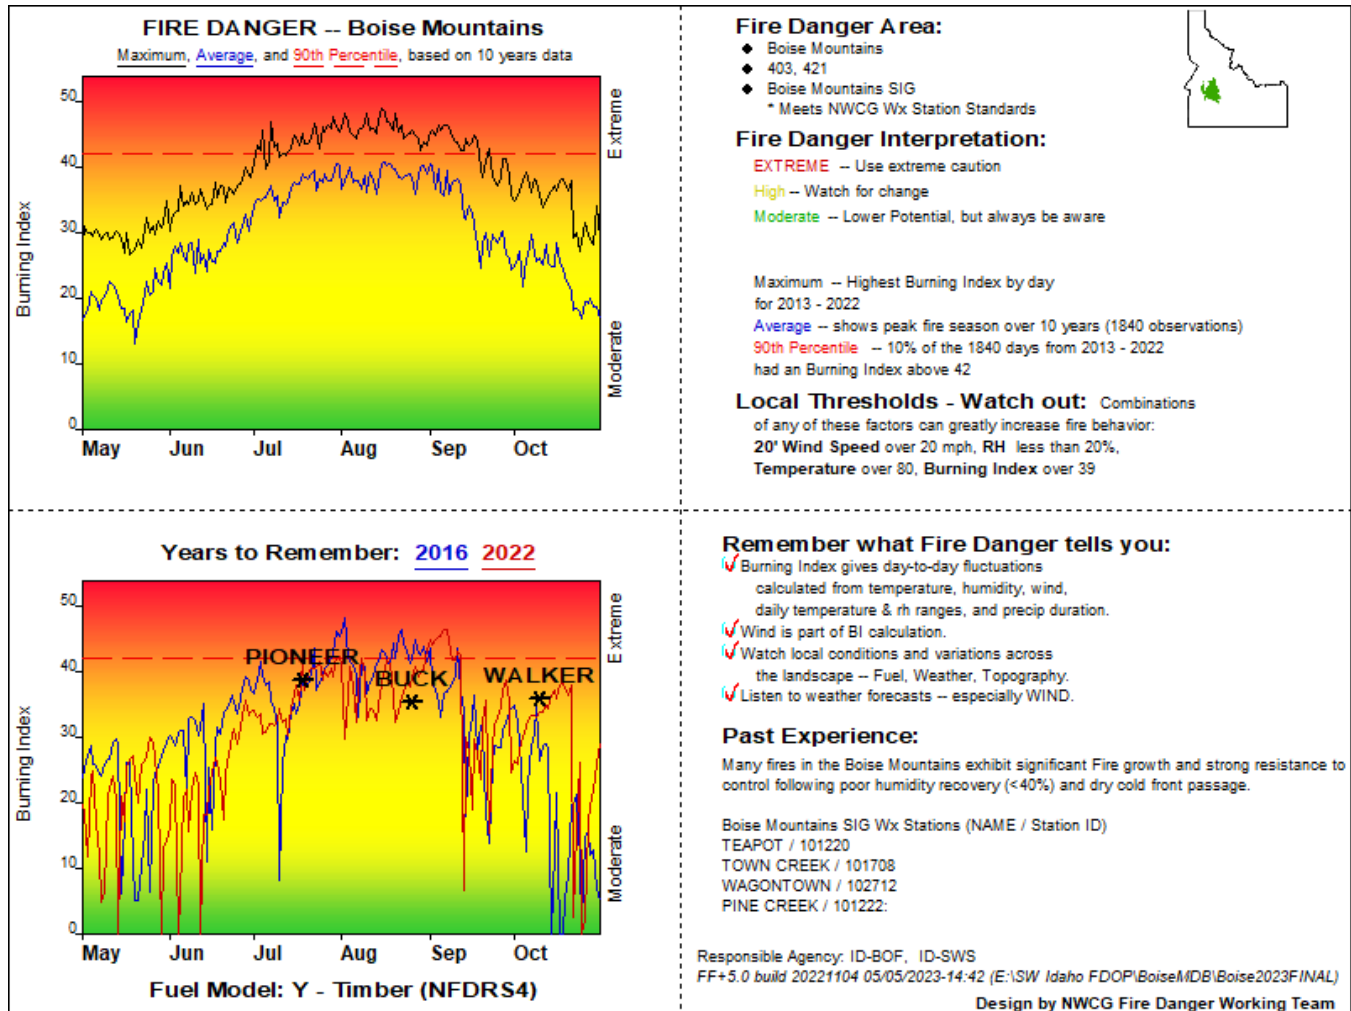 FIRE DANGER -- Boise Mountains
Maximum, Average, and 90th Percentile, based on 10 years data
50
40
30
20
10
0
Burning Index
Extreme
Moderate
May Jun Jul Aug Sep Oct
Fire Danger Area:
Boise Mountains
403, 421
Boise Mountains SIG
* Meets NWCG Wx Station Standards
Fire Danger Interpretation:
EXTREME -- Use extreme caution
High -- Watch for change
Moderate -- Lower Potential, but always be aware
Maximum -- Highest Burning Index by day
for 2013 - 2022
Average -- shows peak fire season over 10 years (1840 observations)
90th Percentile -- 10% of the 1840 days from 2013 - 2022
had an Burning Index above 42
Local Thresholds - Watch out: Combinations
of any of these factors can greatly increase fire behavior:
20' Wind Speed over 20 mph, RH less than 20%,
Temperature over 80, Burning Index over 39
Years to Remember: 2016 2022
50
40
30
20
10
0
Burning Index
Extreme
Moderate
PIONEER
BUCK
WALKER
May Jun Jul Aug Sep Oct
Fuel Model: Y - Timber (NFDRS4)
Remember what Fire Danger tells you:
Burning Index gives day-to-day fluctuations
calculated from temperature, humidity, wind,
daily temperature & rh ranges, and precip duration.
Wind is part of BI calculation.
Watch local conditions and variations across
the landscape -- Fuel, Weather, Topography.
Listen to weather forecasts -- especially WIND.
Past Experience:
Many fires in the Boise Mountains exhibit significant Fire growth and strong resistance to
control following poor humidity recovery (<40%) and dry cold front passage.
Boise Mountains SIG Wx Stations (NAME / Station ID)
TEAPOT / 101220
TOWN CREEK / 101708
WAGONTOWN / 102712
PINE CREEK / 101222:
Responsible Agency: ID-BOF, ID-SWS
FF+5.0 build 20221104 05/05/2023-14:42 (E:\SW Idaho FDOP\BoiseMDB\Boise2023FINAL)
Design by NWCG Fire Danger Working Team